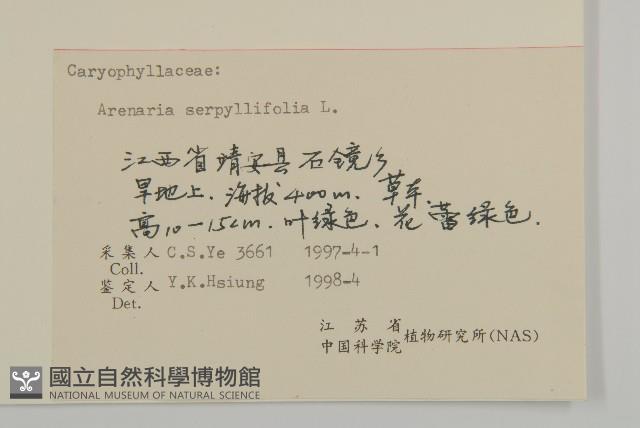 Caryophyllaceae:
Arenaria serpyllifolia L.
江西省靖安县石镜乡
旱地上. 海拔400m. 草本.
高10-15cm. 叶绿色. 花蕾绿色.
采集人 C.S.Ye 3661 1997-4-1
Coll.
鉴定人 Y.K.Hsiung 1998-4
Det.
江苏省
中国科学院 植物研究所(NAS)
國立自然科學博物館
NATIONAL MUSEUM OF NATURAL SCIENCE